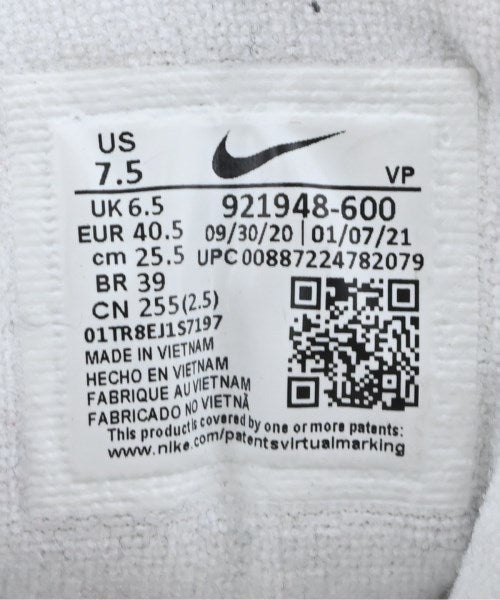 US
7.5
VP
UK 6.5
921948-600
EUR 40.5
09/30/20 | 01/07/21
cm 25.5
UPC 00887224782079
BR 39
CN 255(2.5)
01TR8EJ1S7197
MADE IN VIETNAM
HECHO EN VIETNAM
FABRIQUE AU VIETNAM
FABRICADO NO VIETNÃ
This product is covered by one or more patents:
www.nike.com/patentsvirtualmarking